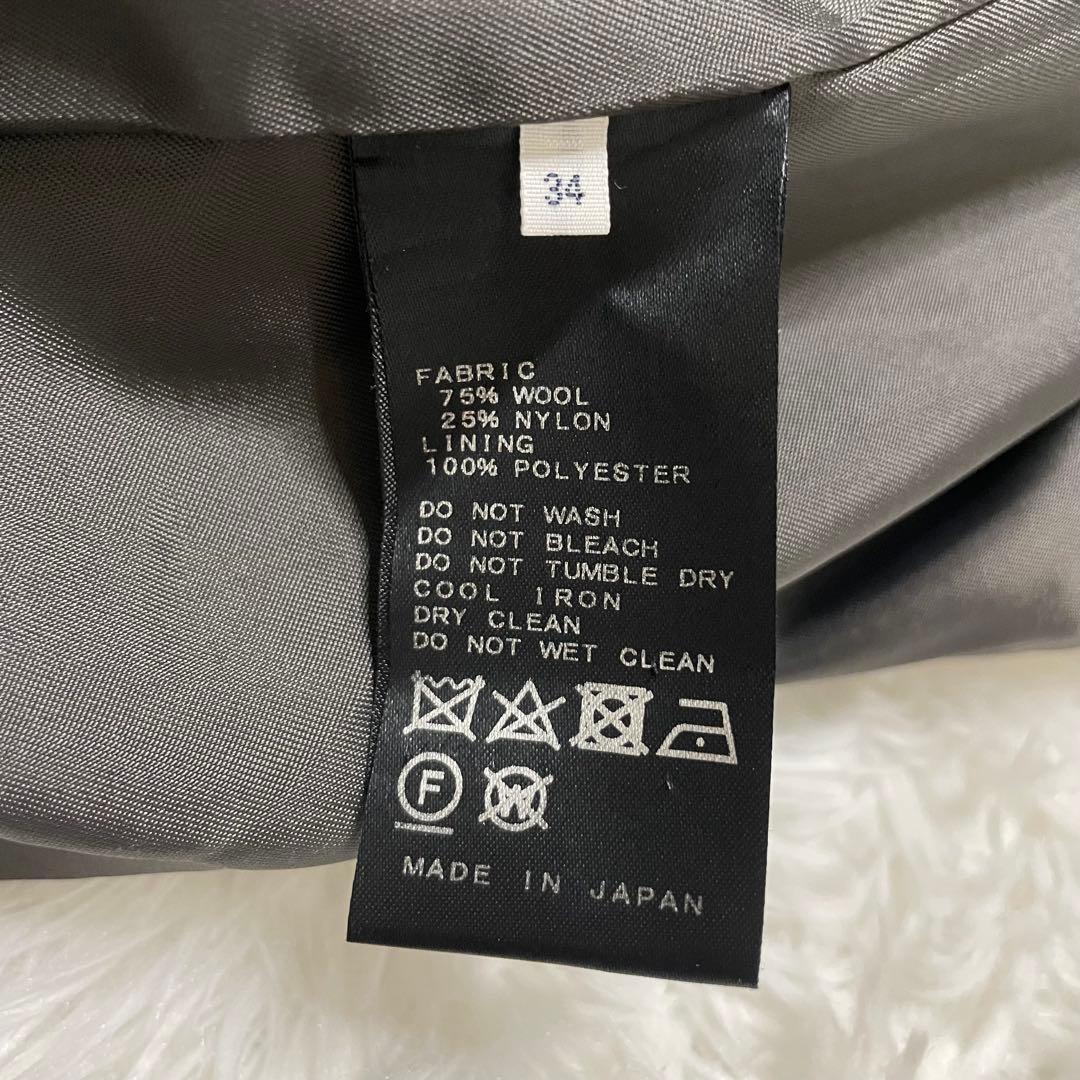 34
FABRIC
75% WOOL
25% NYLON
LINING
100% POLYESTER
DO NOT WASH
DO NOT BLEACH
DO NOT TUMBLE DRY
COOL IRON
DRY CLEAN
DO NOT WET CLEAN
F W
MADE IN JAPAN